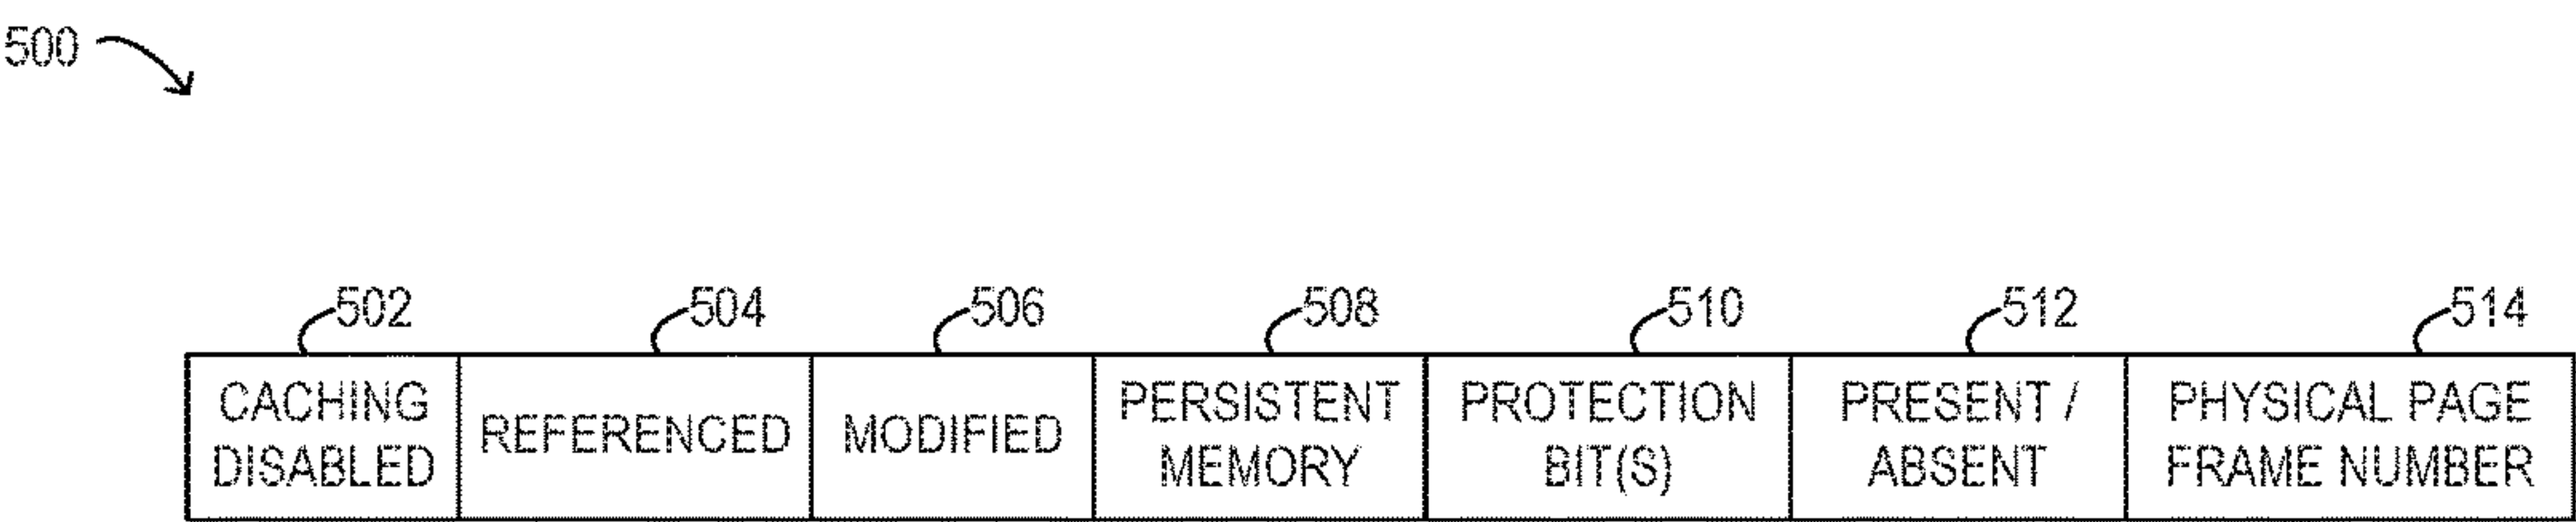 500
502 504 506 508 510 512 514
CACHING DISABLED REFERENCED MODIFIED PERSISTENT MEMORY PROTECTION BIT(S) PRESENT / ABSENT PHYSICAL PAGE FRAME NUMBER